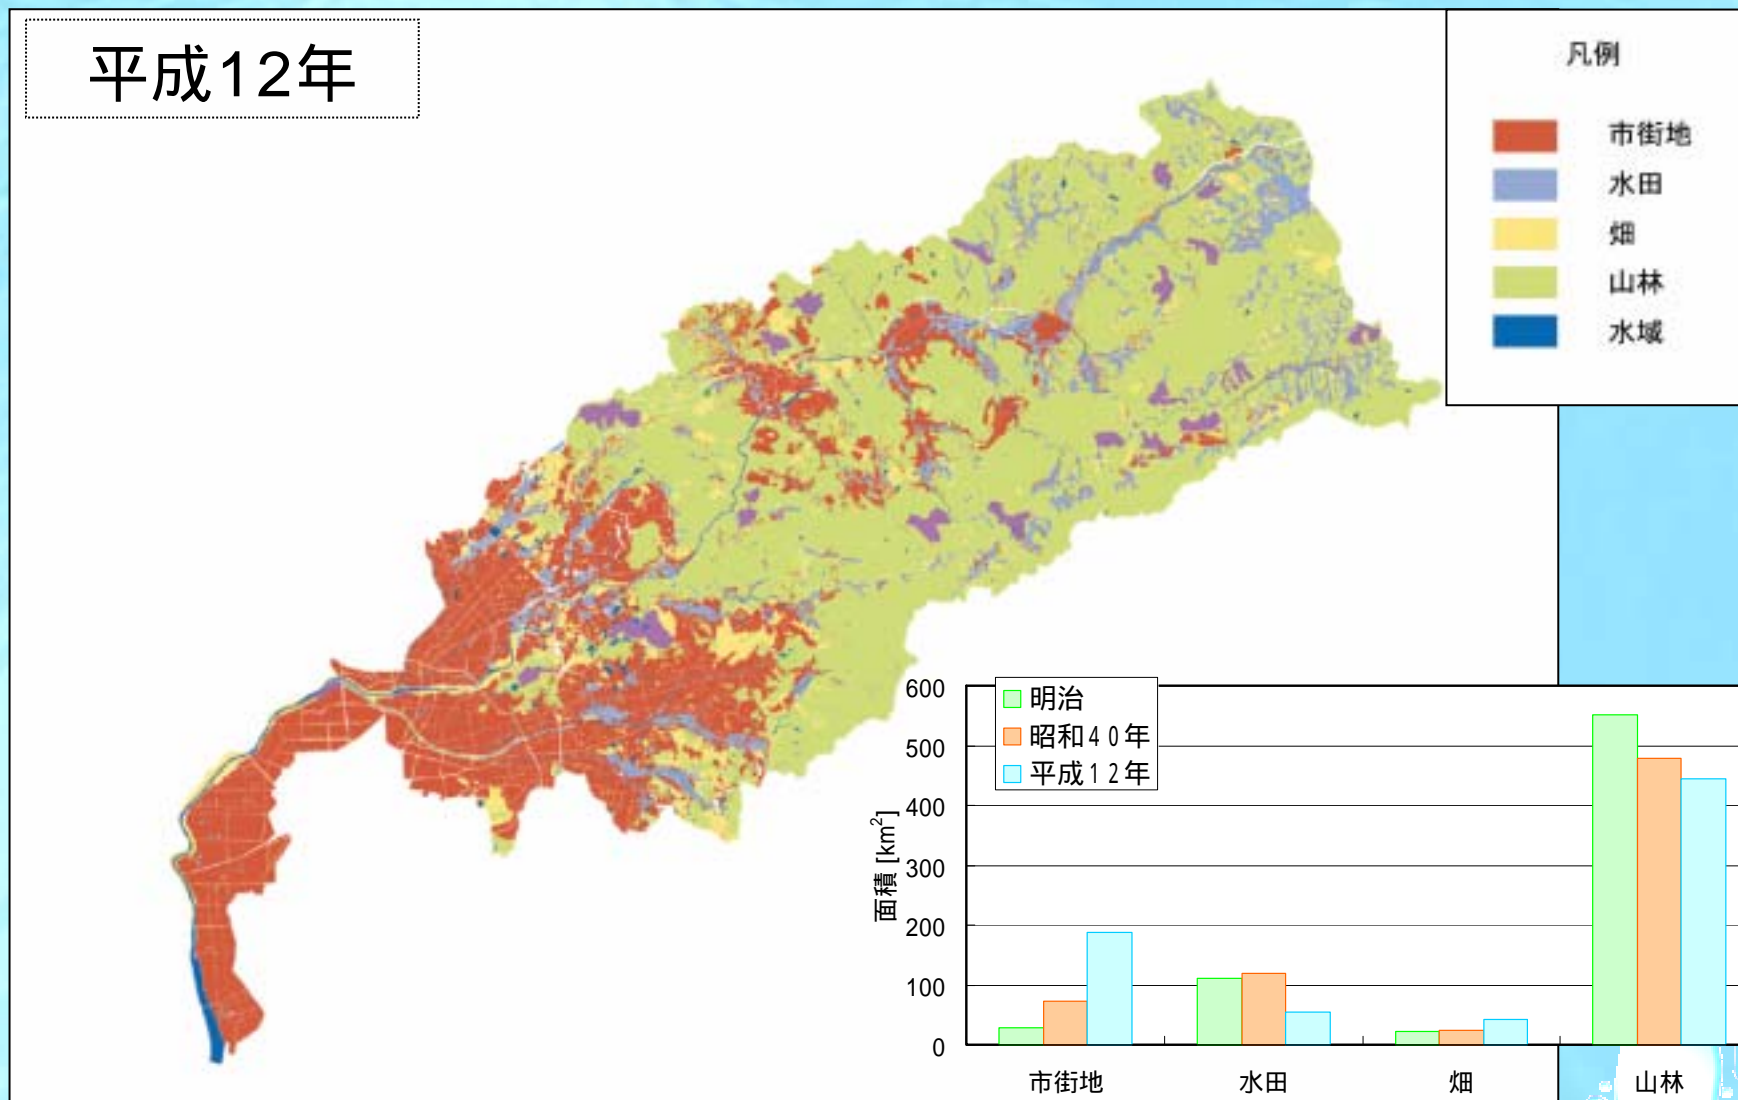 平成12年
凡例
市街地
水田
畑
山林
水域
明治
昭和40年
平成12年
面積 [km²]
600
500
400
300
200
100
0
市街地
水田
畑
山林